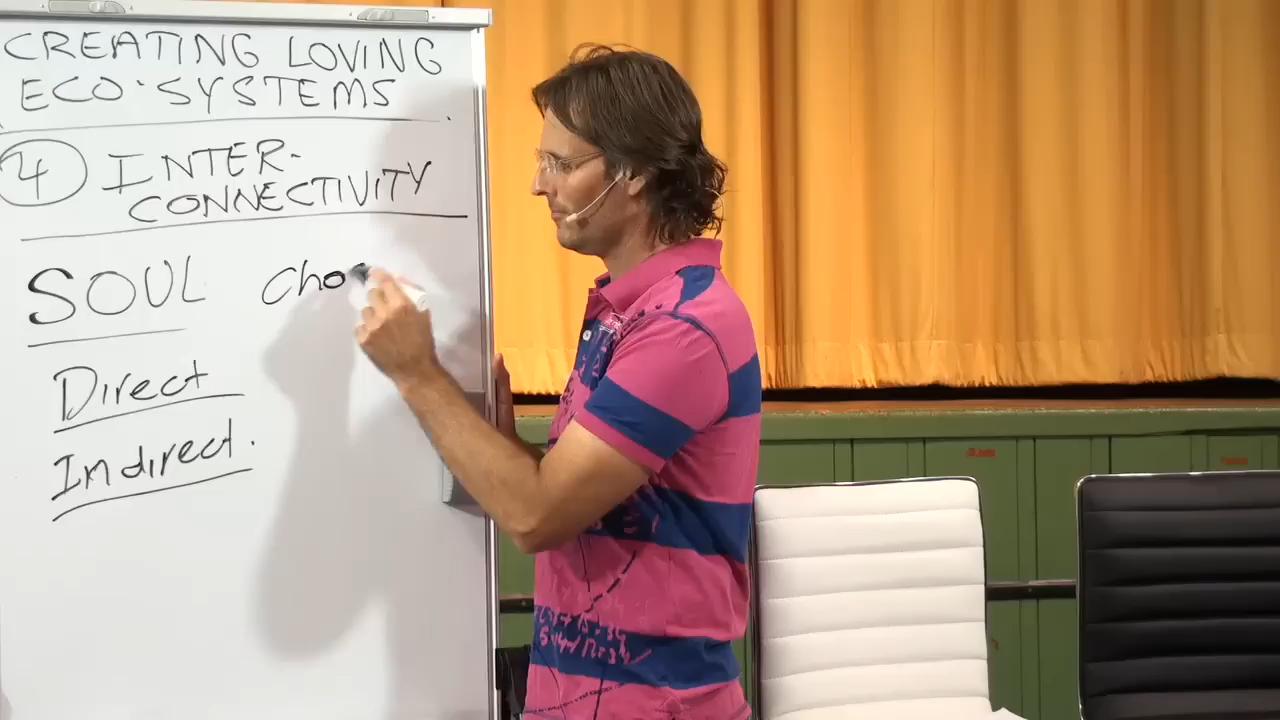 CREATING LOVING
ECO·SYSTEMS
4 INTER-
CONNECTIVITY
SOUL Cho
Direct
Indirect.